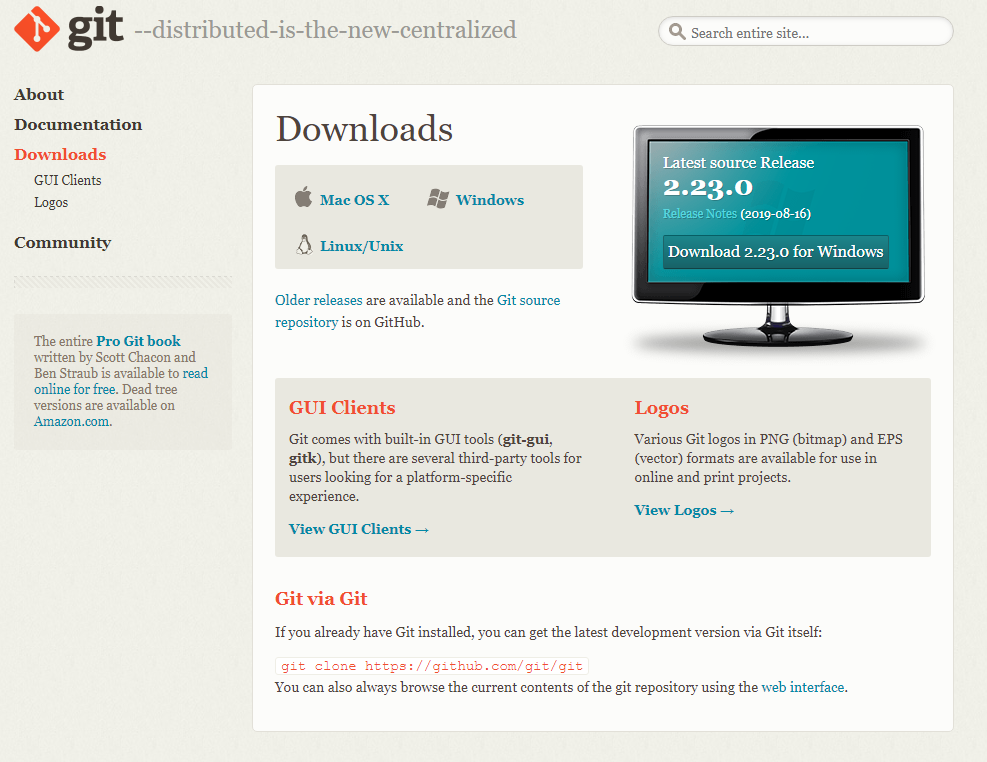 git --distributed-is-the-new-centralized
Search entire site...
About
Documentation
Downloads
GUI Clients
Logos
Community
The entire Pro Git book
written by Scott Chacon and
Ben Straub is available to read
online for free. Dead tree
versions are available on
Amazon.com.
Downloads
Mac OS X
Windows
Linux/Unix
Older releases are available and the Git source
repository is on GitHub.
Latest source Release
2.23.0
Release Notes (2019-08-16)
Download 2.23.0 for Windows
GUI Clients
Git comes with built-in GUI tools (git-gui,
gitk), but there are several third-party tools for
users looking for a platform-specific
experience.
View GUI Clients →
Logos
Various Git logos in PNG (bitmap) and EPS
(vector) formats are available for use in
online and print projects.
View Logos →
Git via Git
If you already have Git installed, you can get the latest development version via Git itself:
git clone https://github.com/git/git
You can also always browse the current contents of the git repository using the web interface.